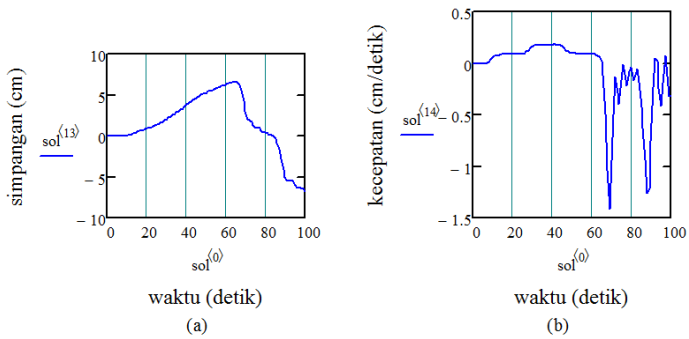 simpangan (cm)
sol⟨13⟩
10
5
0
− 5
− 10
0 20 40 60 80 100
sol⟨0⟩
waktu (detik)
(a)
kecepatan (cm/detik)
sol⟨14⟩
0.5
0
− 0.5
− 1
− 1.5
0 20 40 60 80 100
sol⟨0⟩
waktu (detik)
(b)